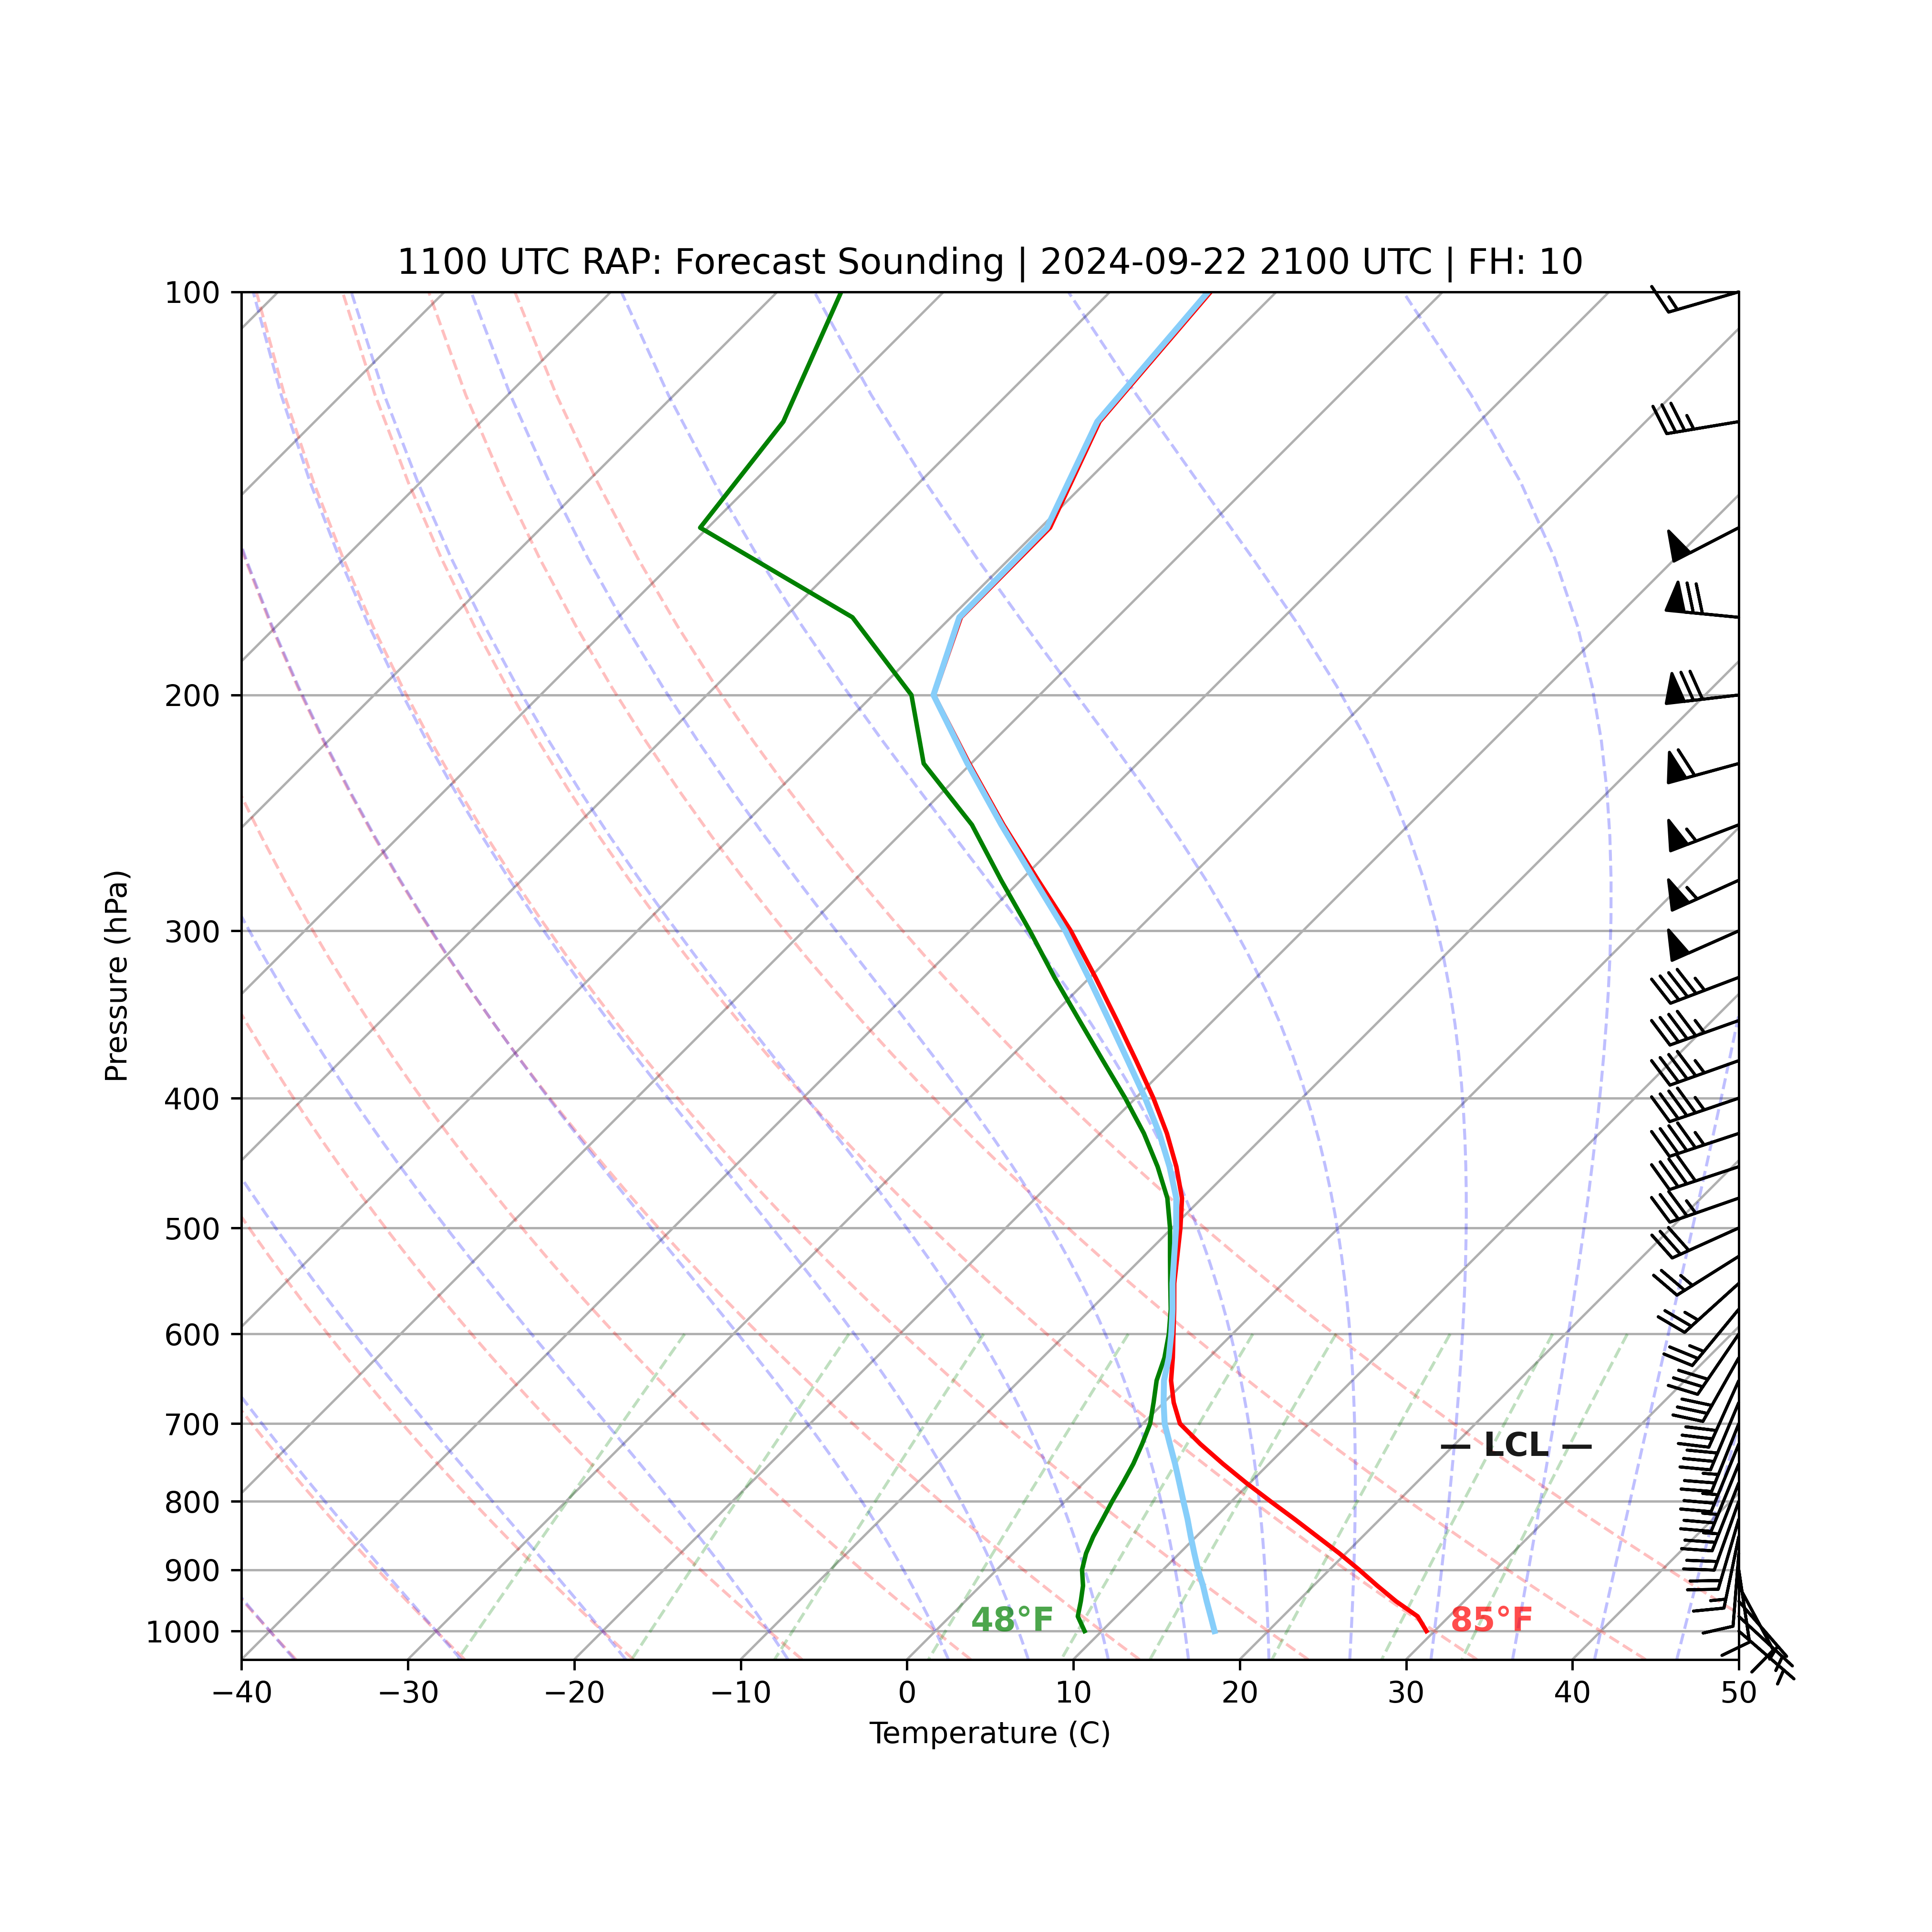 1100 UTC RAP: Forecast Sounding | 2024-09-22 2100 UTC | FH: 10
100
200
300
400
500
600
700
800
900
1000
Pressure (hPa)
— LCL —
48°F
85°F
−40 −30 −20 −10 0 10 20 30 40 50
Temperature (C)